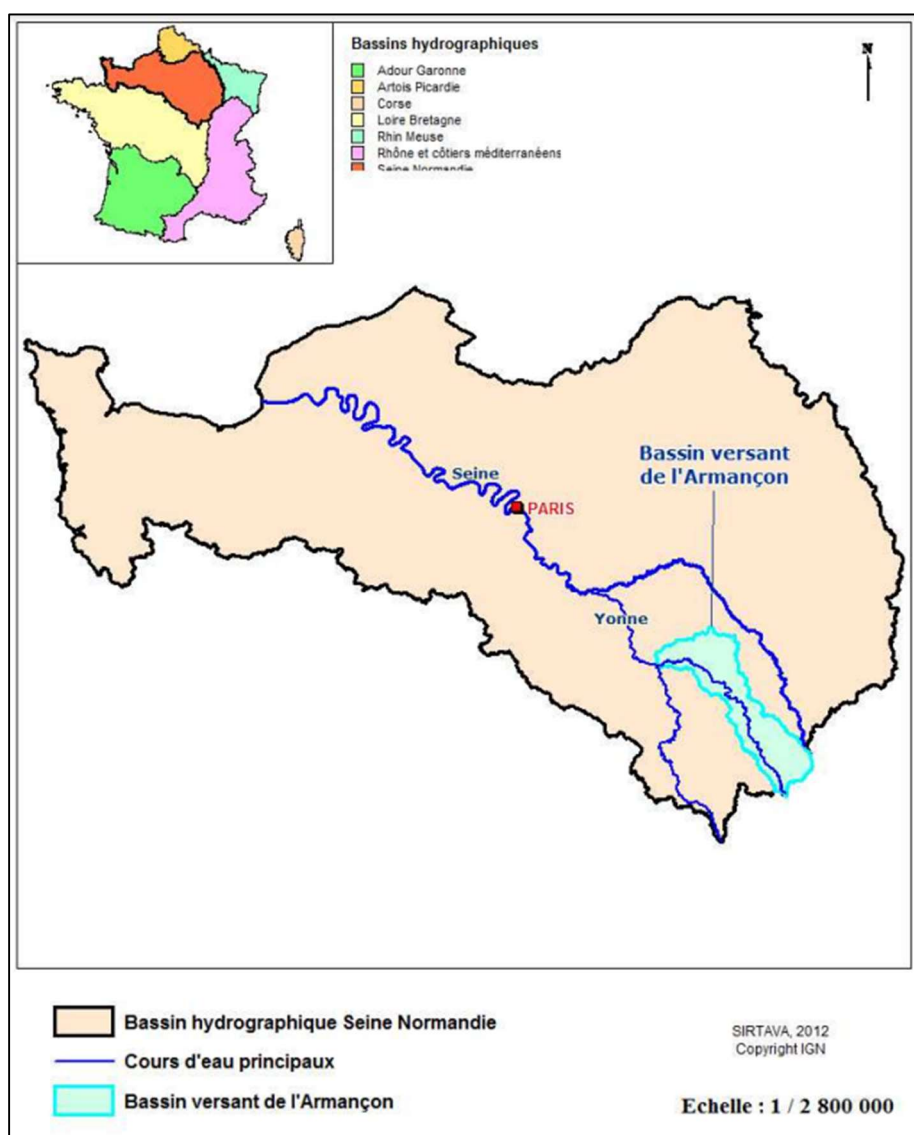 Bassins hydrographiques
Adour Garonne
Artois Picardie
Corse
Loire Bretagne
Rhin Meuse
Rhône et côtiers méditerranéens
Seine Normandie
N
Bassin versant
de l'Armançon
Seine
PARIS
Yonne
Bassin hydrographique Seine Normandie
Cours d'eau principaux
Bassin versant de l'Armançon
SIRTAVA, 2012
Copyright IGN
Echelle : 1 / 2 800 000